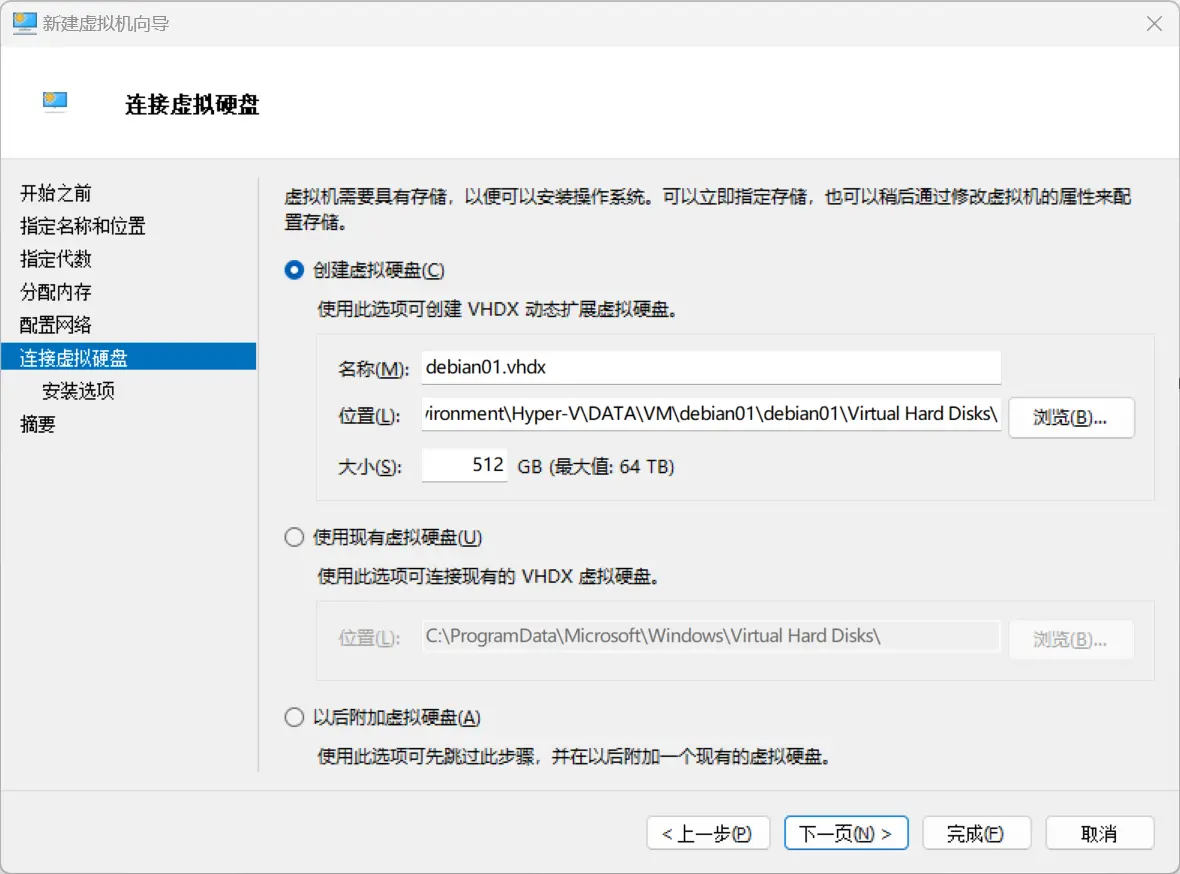 新建虚拟机向导
连接虚拟硬盘
开始之前
指定名称和位置
指定代数
分配内存
配置网络
连接虚拟硬盘
安装选项
摘要
虚拟机需要具有存储，以便可以安装操作系统。可以立即指定存储，也可以稍后通过修改虚拟机的属性来配
置存储。
创建虚拟硬盘(C)
使用此选项可创建 VHDX 动态扩展虚拟硬盘。
名称(M): debian01.vhdx
位置(L): vironment\Hyper-V\DATA\VM\debian01\debian01\Virtual Hard Disks\ 浏览(B)...
大小(S): 512 GB (最大值: 64 TB)
使用现有虚拟硬盘(U)
使用此选项可连接现有的 VHDX 虚拟硬盘。
位置(L): C:\ProgramData\Microsoft\Windows\Virtual Hard Disks\ 浏览(B)...
以后附加虚拟硬盘(A)
使用此选项可先跳过此步骤，并在以后附加一个现有的虚拟硬盘。
< 上一步(P) 下一页(N) > 完成(F) 取消